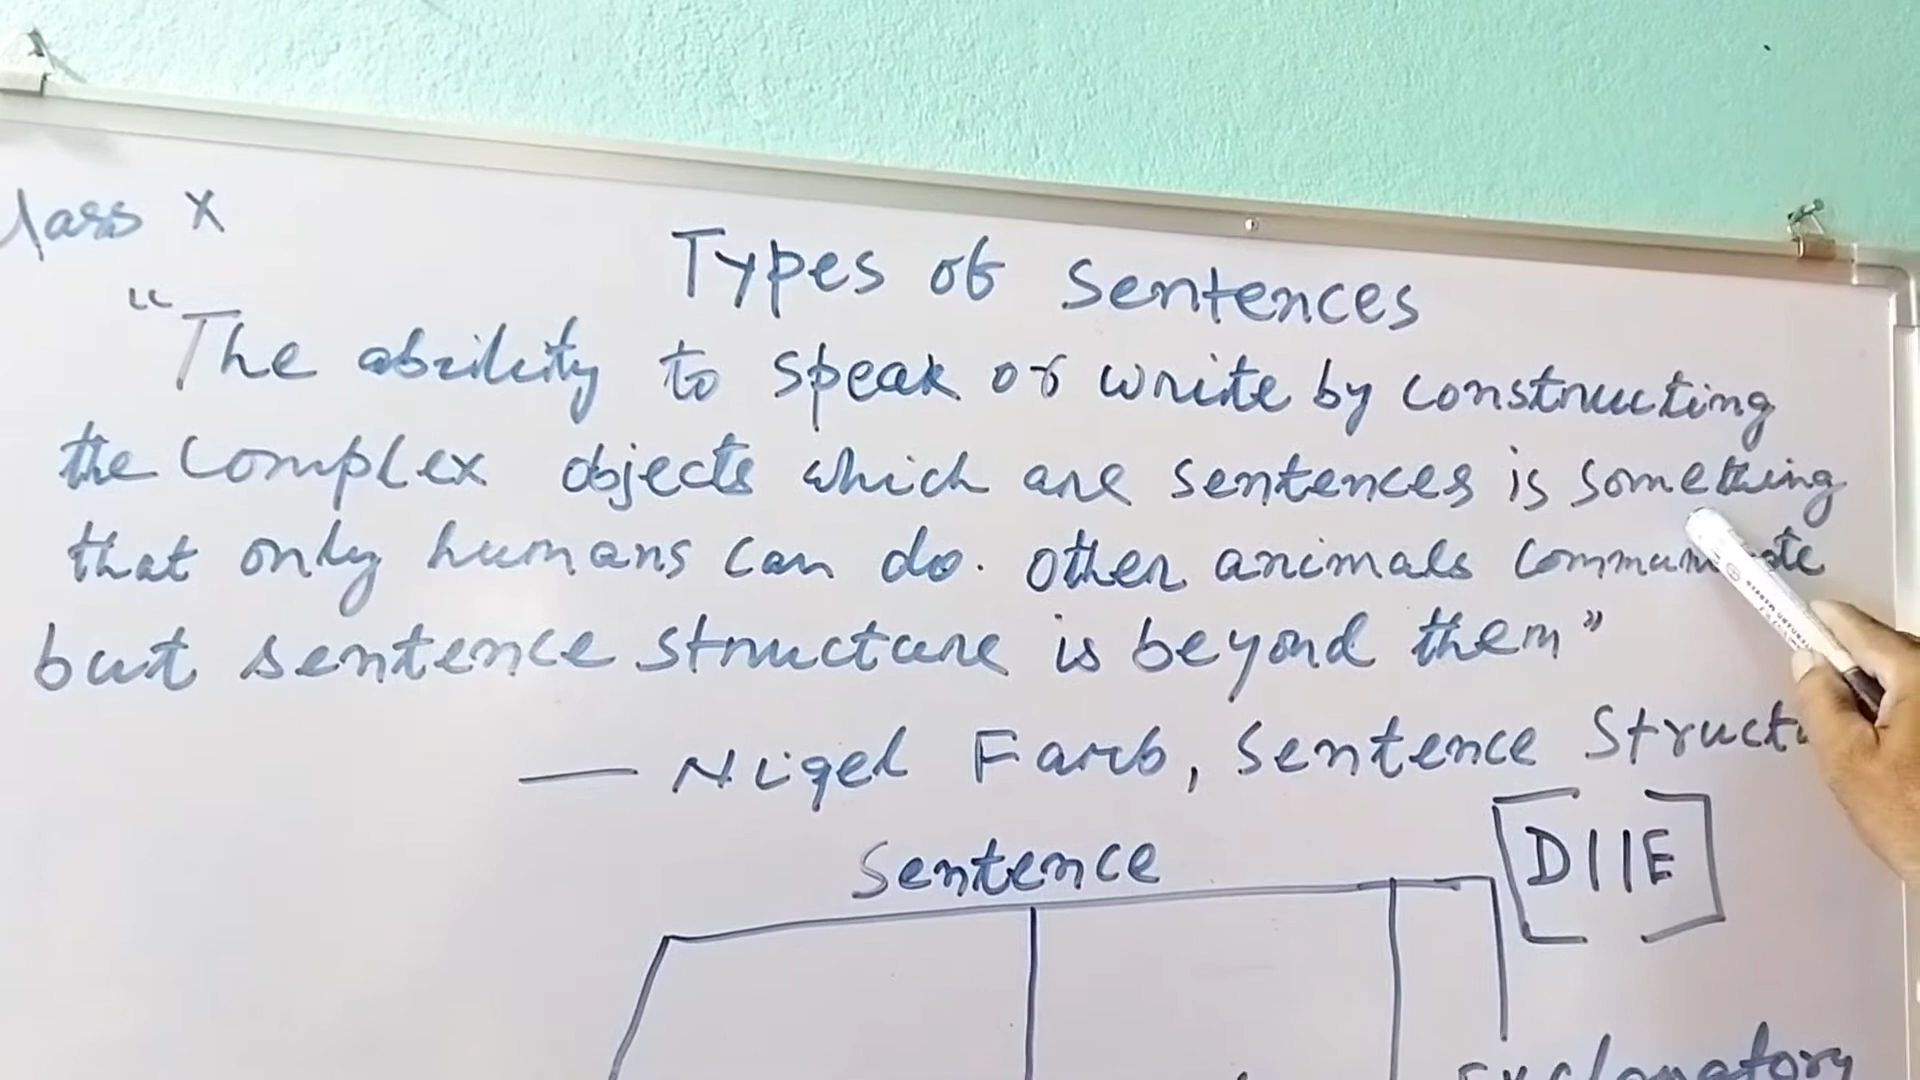 Class X
Types of Sentences
"The ability to speak or write by constructing
the complex objects which are sentences is something
that only humans can do. Other animals communicate
but sentence structure is beyond them"
— Nigel Farb, Sentence Structu
Sentence
[DIIE]
Exclamatory